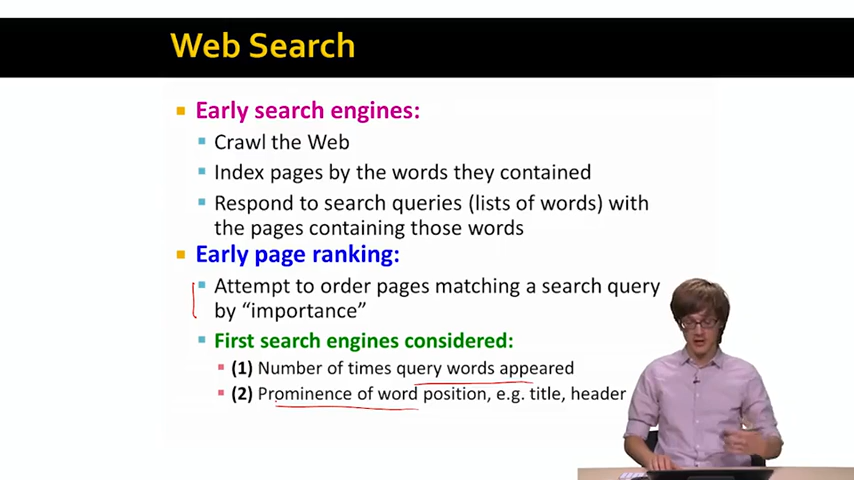 Web Search
Early search engines:
Crawl the Web
Index pages by the words they contained
Respond to search queries (lists of words) with
the pages containing those words
Early page ranking:
Attempt to order pages matching a search query
by “importance”
First search engines considered:
(1) Number of times query words appeared
(2) Prominence of word position, e.g. title, header